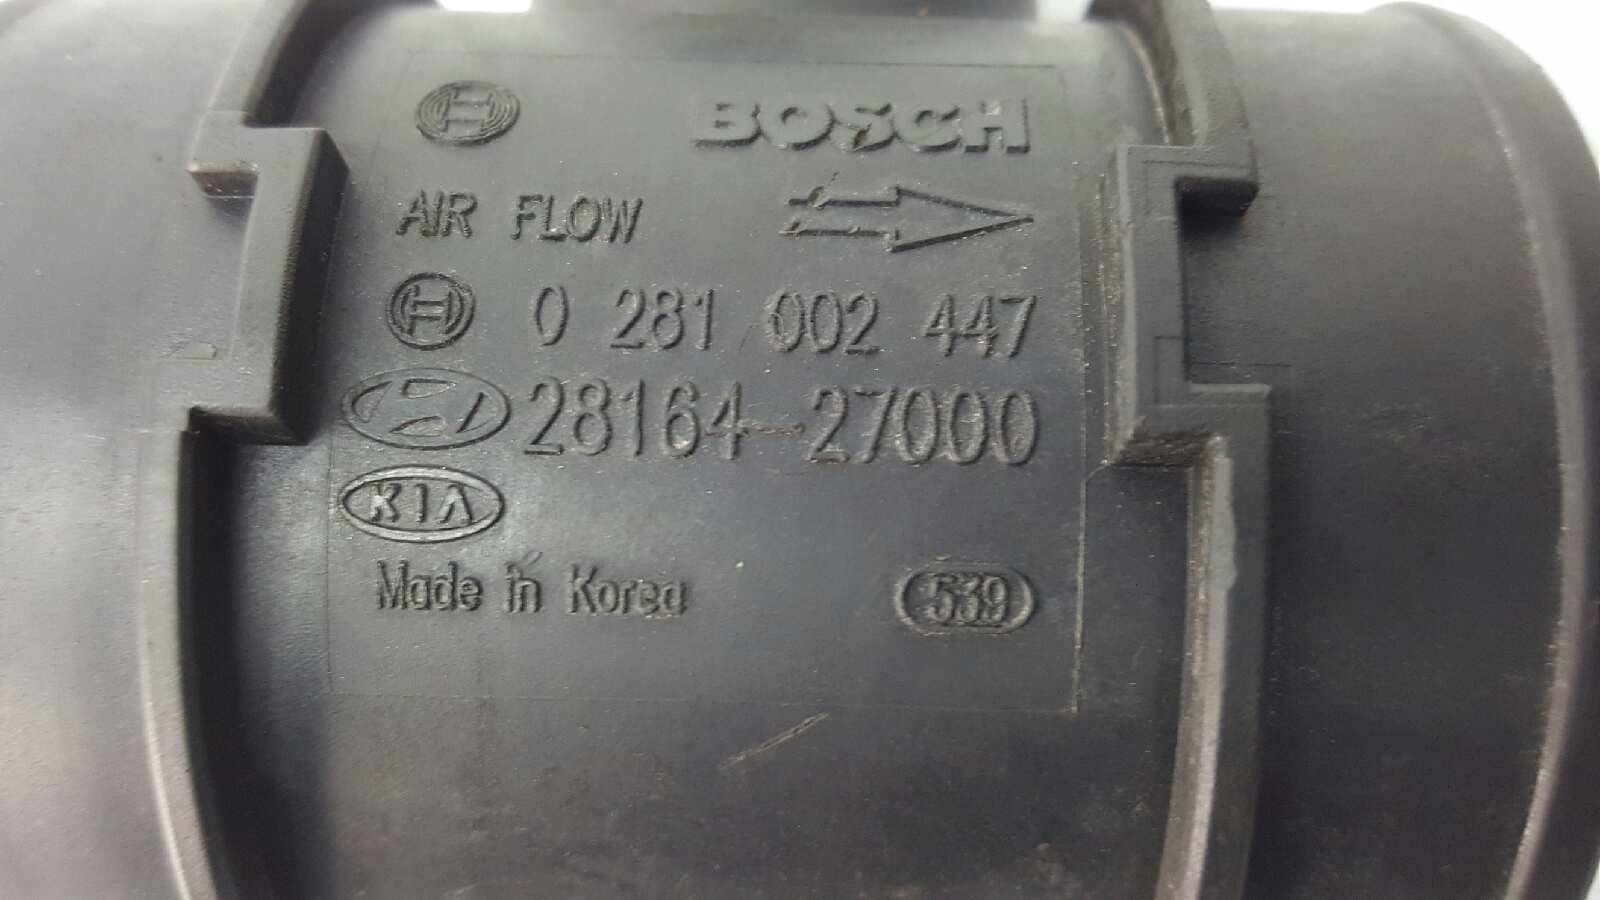 BOSCH
AIR FLOW
0 281 002 447
28164-27000
KIA
Made in Korea
539